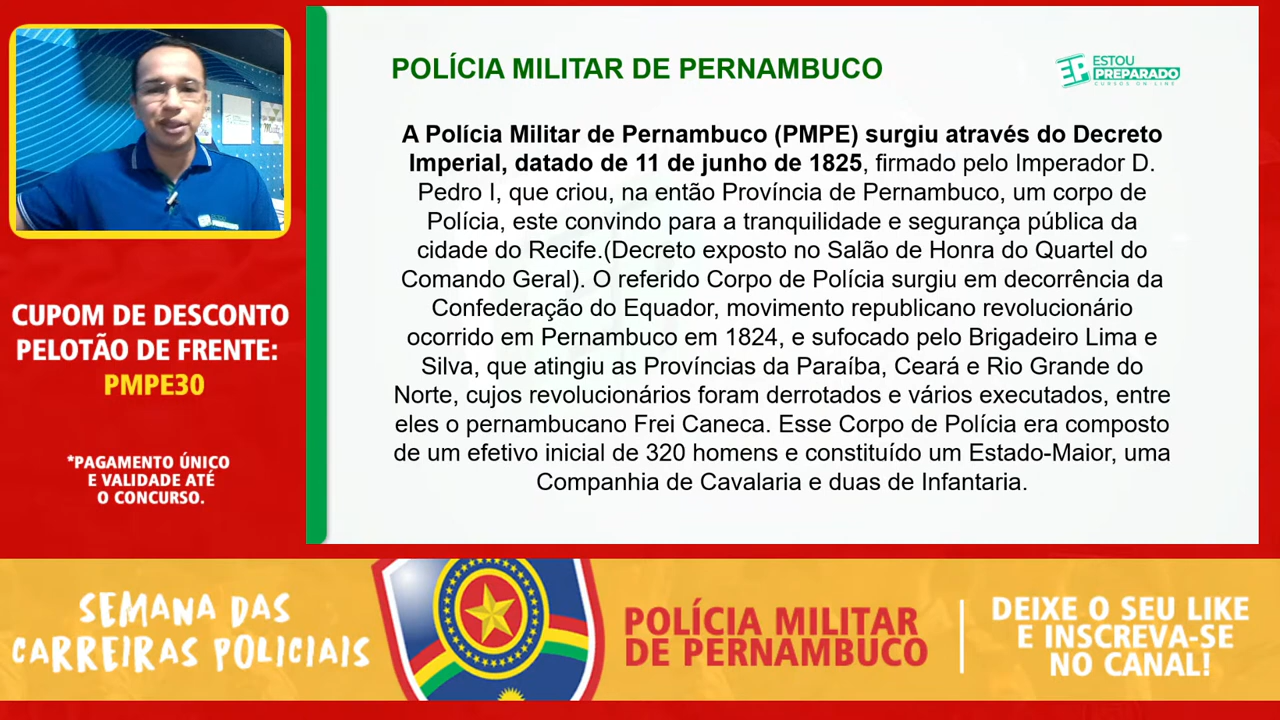 POLÍCIA MILITAR DE PERNAMBUCO
ESTOU
PREPARADO
CURSOS ON LINE
A Polícia Militar de Pernambuco (PMPE) surgiu através do Decreto
Imperial, datado de 11 de junho de 1825, firmado pelo Imperador D.
Pedro I, que criou, na então Província de Pernambuco, um corpo de
Polícia, este convindo para a tranquilidade e segurança pública da
cidade do Recife.(Decreto exposto no Salão de Honra do Quartel do
Comando Geral). O referido Corpo de Polícia surgiu em decorrência da
Confederação do Equador, movimento republicano revolucionário
ocorrido em Pernambuco em 1824, e sufocado pelo Brigadeiro Lima e
Silva, que atingiu as Províncias da Paraíba, Ceará e Rio Grande do
Norte, cujos revolucionários foram derrotados e vários executados, entre
eles o pernambucano Frei Caneca. Esse Corpo de Polícia era composto
de um efetivo inicial de 320 homens e constituído um Estado-Maior, uma
Companhia de Cavalaria e duas de Infantaria.
CUPOM DE DESCONTO
PELOTÃO DE FRENTE:
PMPE30
*PAGAMENTO ÚNICO
E VALIDADE ATÉ
O CONCURSO.
SEMANA DAS
CARREIRAS POLICIAIS
POLÍCIA MILITAR
DE PERNAMBUCO
DEIXE O SEU LIKE
E INSCREVA-SE
NO CANAL!